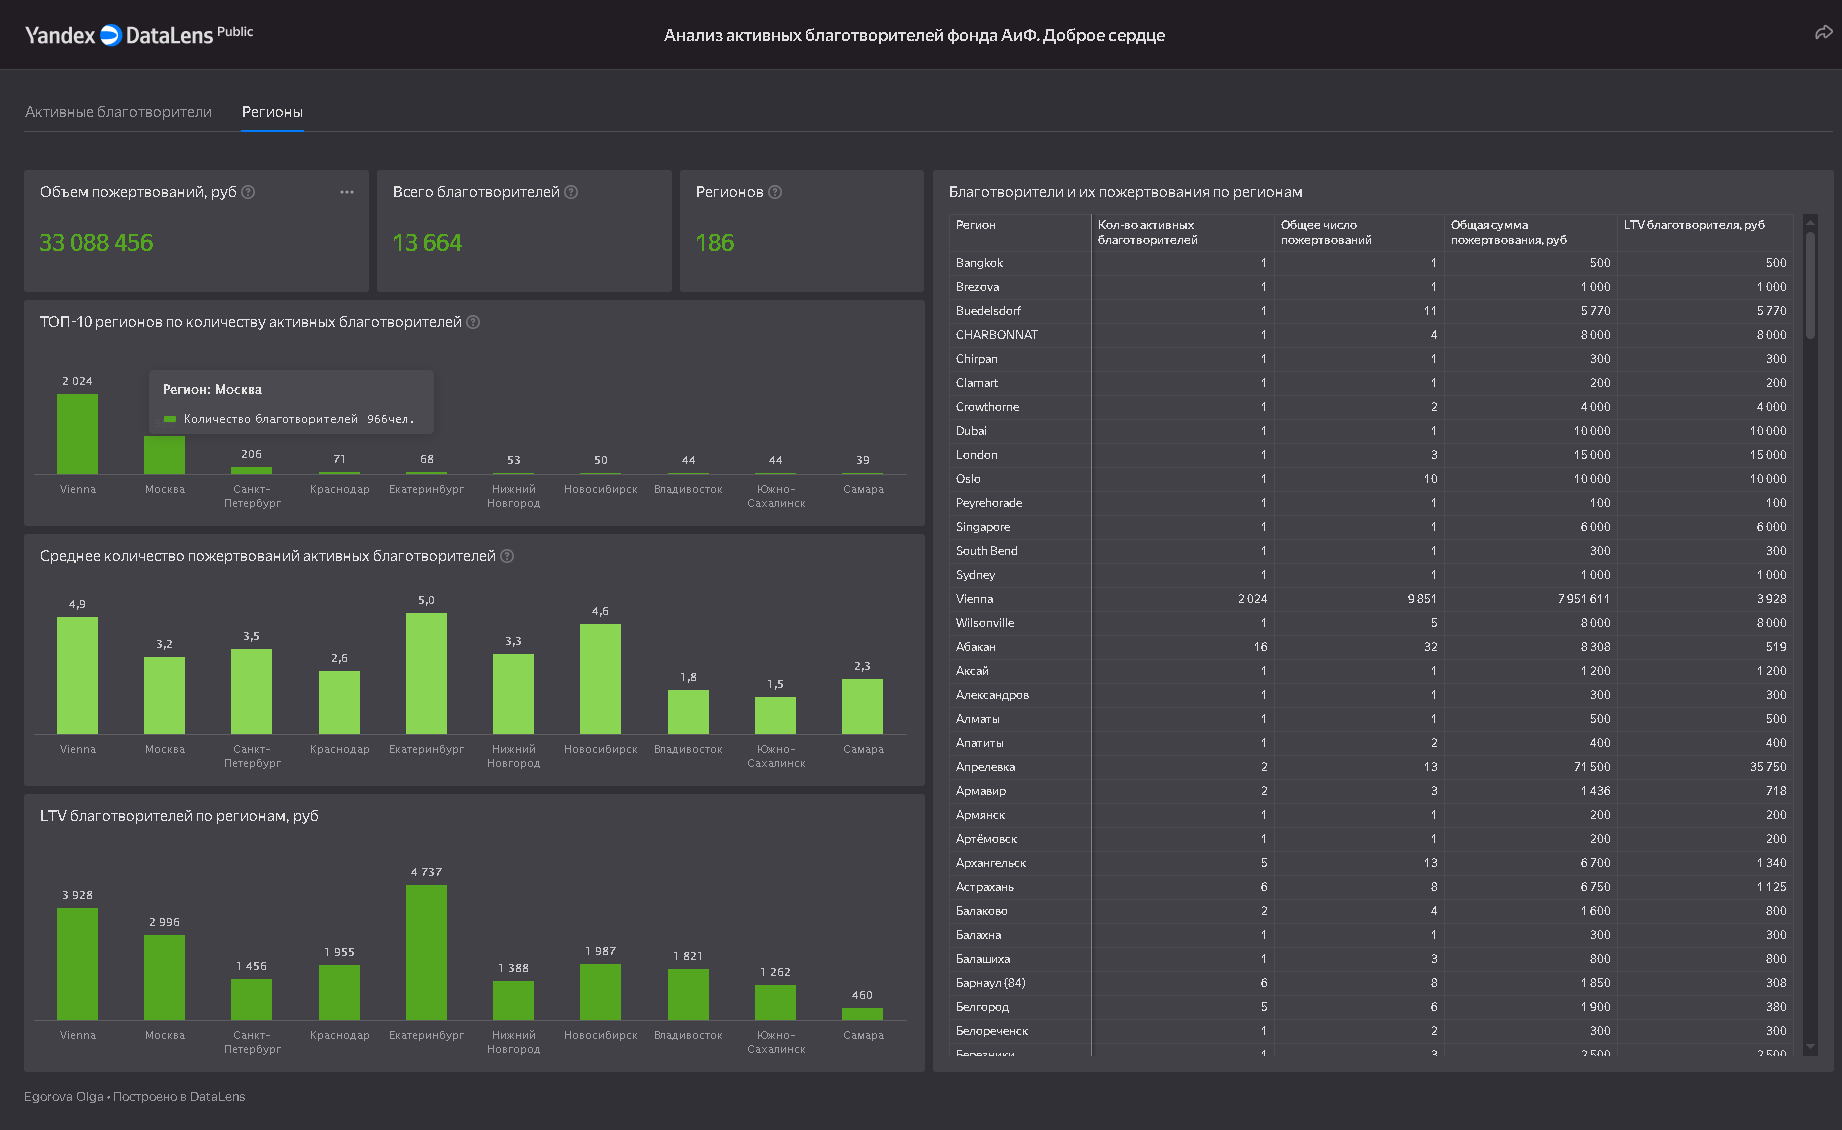 Yandex DataLens Public
Анализ активных благотворителей фонда АиФ. Доброе сердце
Активные благотворители Регионы
Объем пожертвований, руб
33 088 456
Всего благотворителей
13 664
Регионов
186
ТОП-10 регионов по количеству активных благотворителей
2 024 206 71 68 53 50 44 44 39
Регион: Москва
Количество благотворителей 966чел.
Vienna Москва Санкт-Петербург Краснодар Екатеринбург Нижний Новгород Новосибирск Владивосток Южно-Сахалинск Самара
Среднее количество пожертвований активных благотворителей
4,9 3,2 3,5 2,6 5,0 3,3 4,6 1,8 1,5 2,3
Vienna Москва Санкт-Петербург Краснодар Екатеринбург Нижний Новгород Новосибирск Владивосток Южно-Сахалинск Самара
LTV благотворителей по регионам, руб
3 928 2 996 1 456 1 955 4 737 1 388 1 987 1 821 1 262 460
Vienna Москва Санкт-Петербург Краснодар Екатеринбург Нижний Новгород Новосибирск Владивосток Южно-Сахалинск Самара
Благотворители и их пожертвования по регионам
Регион Кол-во активных благотворителей Общее число пожертвований Общая сумма пожертвования, руб LTV благотворителя, руб
Bangkok 1 1 500 500
Brezova 1 1 1 000 1 000
Buedelsdorf 1 11 5 770 5 770
CHARBONNAT 1 4 8 000 8 000
Chirpan 1 1 300 300
Clamart 1 1 200 200
Crowthorne 1 2 4 000 4 000
Dubai 1 1 10 000 10 000
London 1 3 15 000 15 000
Oslo 1 10 10 000 10 000
Peyrehorade 1 1 100 100
Singapore 1 1 6 000 6 000
South Bend 1 1 300 300
Sydney 1 1 1 000 1 000
Vienna 2 024 9 851 7 951 611 3 928
Wilsonville 1 5 8 000 8 000
Абакан 16 32 8 308 519
Аксай 1 1 1 200 1 200
Александров 1 1 300 300
Алматы 1 1 500 500
Апатиты 1 2 400 400
Апрелевка 2 13 71 500 35 750
Армавир 2 3 1 436 718
Армянск 1 1 200 200
Артёмовск 1 1 200 200
Архангельск 5 13 6 700 1 340
Астрахань 6 8 6 750 1 125
Балаково 2 4 1 600 800
Балахна 1 1 300 300
Балашиха 1 3 800 800
Барнаул (84) 6 8 1 850 308
Белгород 5 6 1 900 380
Белореченск 1 2 300 300
Березники 1 3 2 500 2 500
Egorova Olga • Построено в DataLens